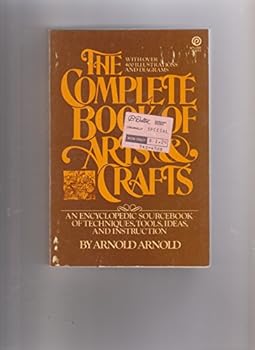 WITH OVER
400 ILLUSTRATIONS
AND DIAGRAMS
THE
COMPLETE
BOOK OF
ARTS &
CRAFTS
SPECIAL
AN ENCYCLOPEDIC SOURCEBOOK
OF TECHNIQUES, TOOLS, IDEAS,
AND INSTRUCTION
BY ARNOLD ARNOLD